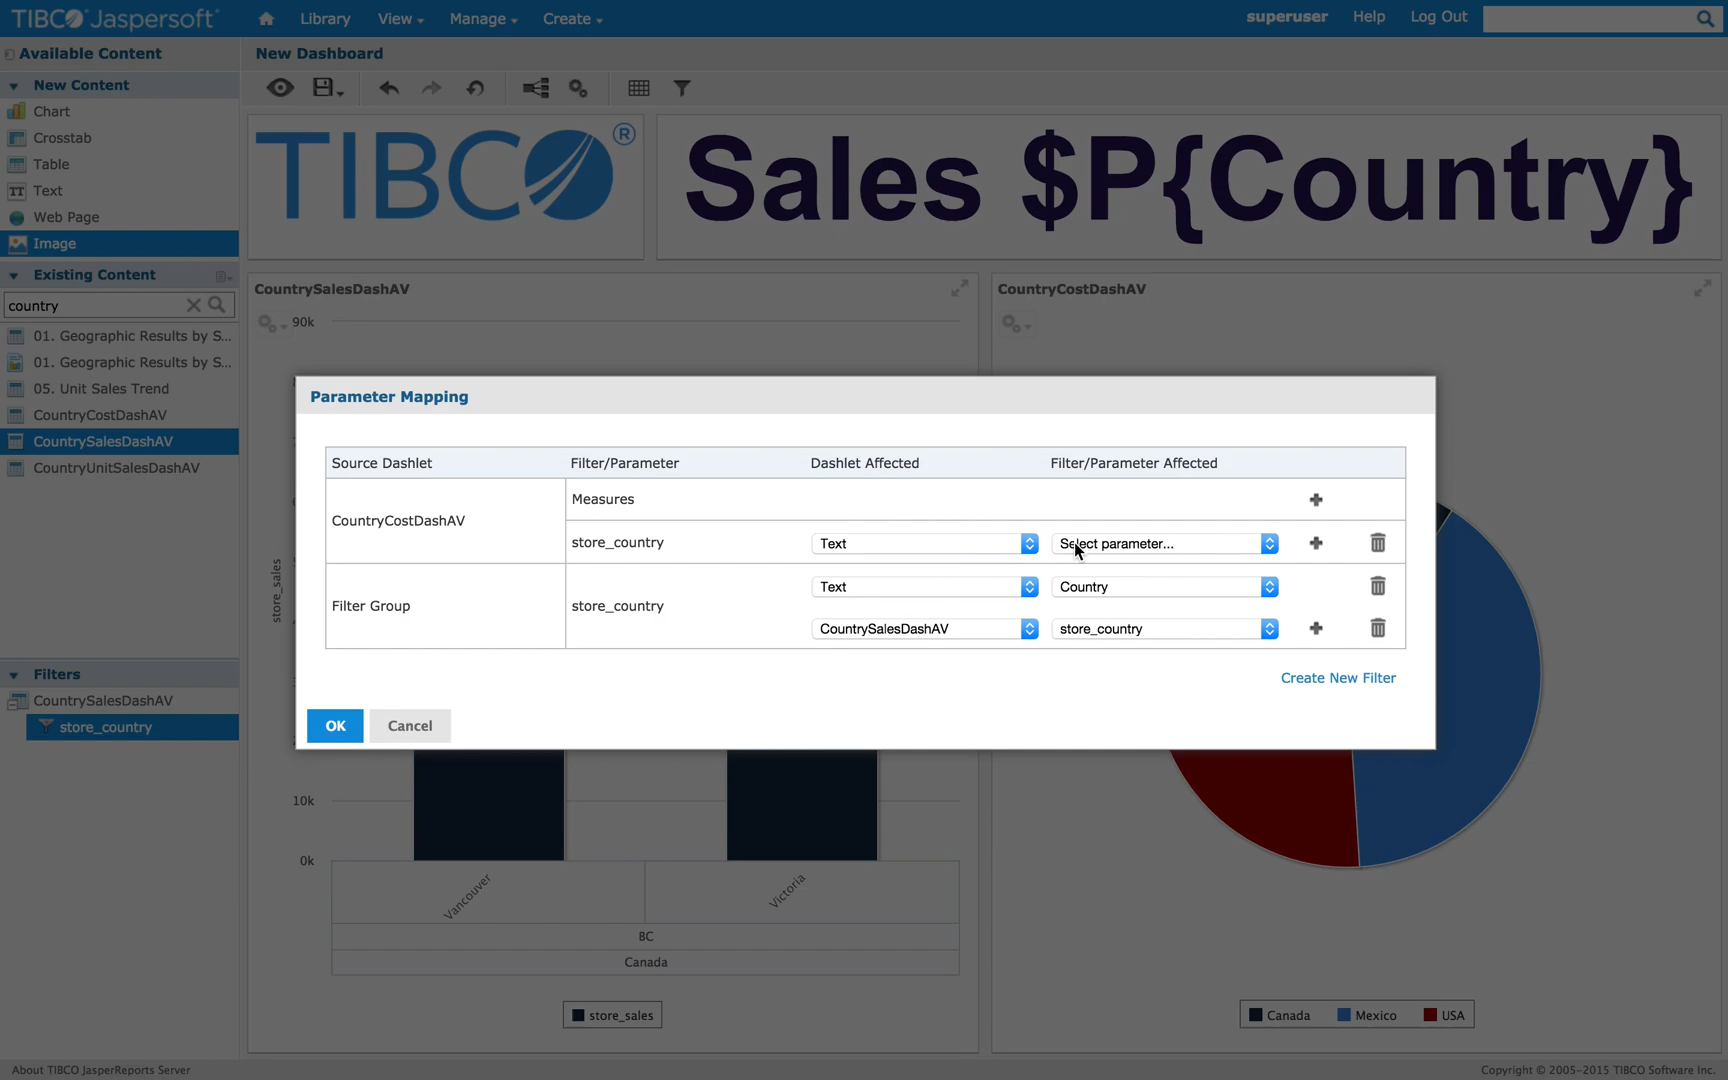 TIBCO Jaspersoft®
Library
View
Manage
Create
superuser
Help
Log Out
Available Content
New Dashboard
New Content
Chart
Crosstab
Table
Text
Web Page
Image
Existing Content
country
01. Geographic Results by S...
01. Geographic Results by S...
05. Unit Sales Trend
CountryCostDashAV
CountrySalesDashAV
CountryUnitSalesDashAV
Filters
CountrySalesDashAV
store_country
TIBCO®
Sales $P{Country}
CountrySalesDashAV
90k
CountryCostDashAV
Parameter Mapping
Source Dashlet Filter/Parameter Dashlet Affected Filter/Parameter Affected
CountryCostDashAV
Measures
store_country Text Select parameter...
Filter Group
store_country
Text Country
CountrySalesDashAV store_country
Create New Filter
OK Cancel
store_sales
10k
0k
Vancouver
Victoria
BC
Canada
store_sales
Canada Mexico USA
About TIBCO JasperReports Server
Copyright © 2005-2015 TIBCO Software Inc.